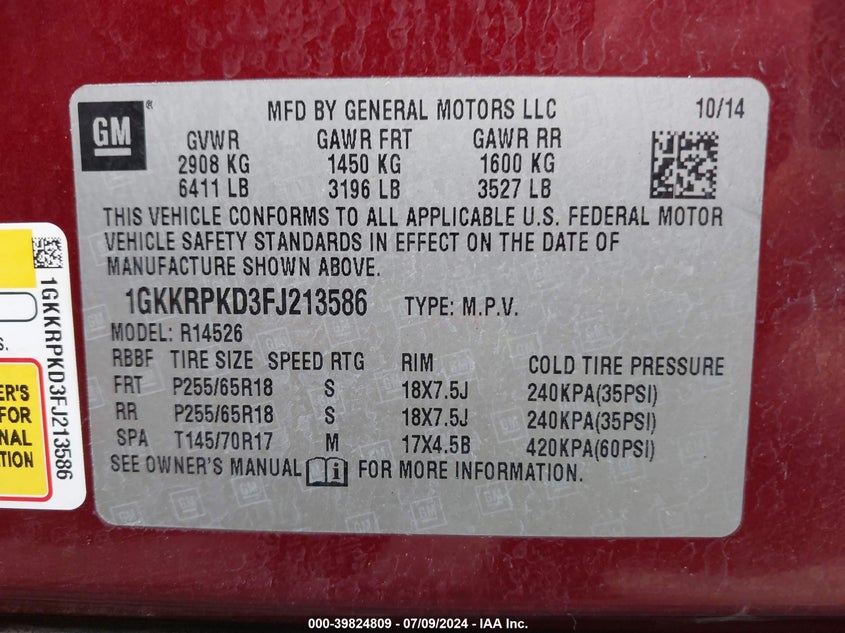 GM ® MFD BY GENERAL MOTORS LLC 10/14
GVWR GAWR FRT GAWR RR
2908 KG 1450 KG 1600 KG
6411 LB 3196 LB 3527 LB
THIS VEHICLE CONFORMS TO ALL APPLICABLE U.S. FEDERAL MOTOR
VEHICLE SAFETY STANDARDS IN EFFECT ON THE DATE OF
MANUFACTURE SHOWN ABOVE.
1GKKRPKD3FJ213586 TYPE: M.P.V.
MODEL: R14526
RBBF TIRE SIZE SPEED RTG RIM COLD TIRE PRESSURE
FRT P255/65R18 S 18X7.5J 240KPA(35PSI)
RR P255/65R18 S 18X7.5J 240KPA(35PSI)
SPA T145/70R17 M 17X4.5B 420KPA(60PSI)
SEE OWNER'S MANUAL FOR MORE INFORMATION.
1GKKRPKD3FJ213586
S.
ER'S
FOR
NAL
TION
000-39824809 / 07/09/2024 - IAA Inc.